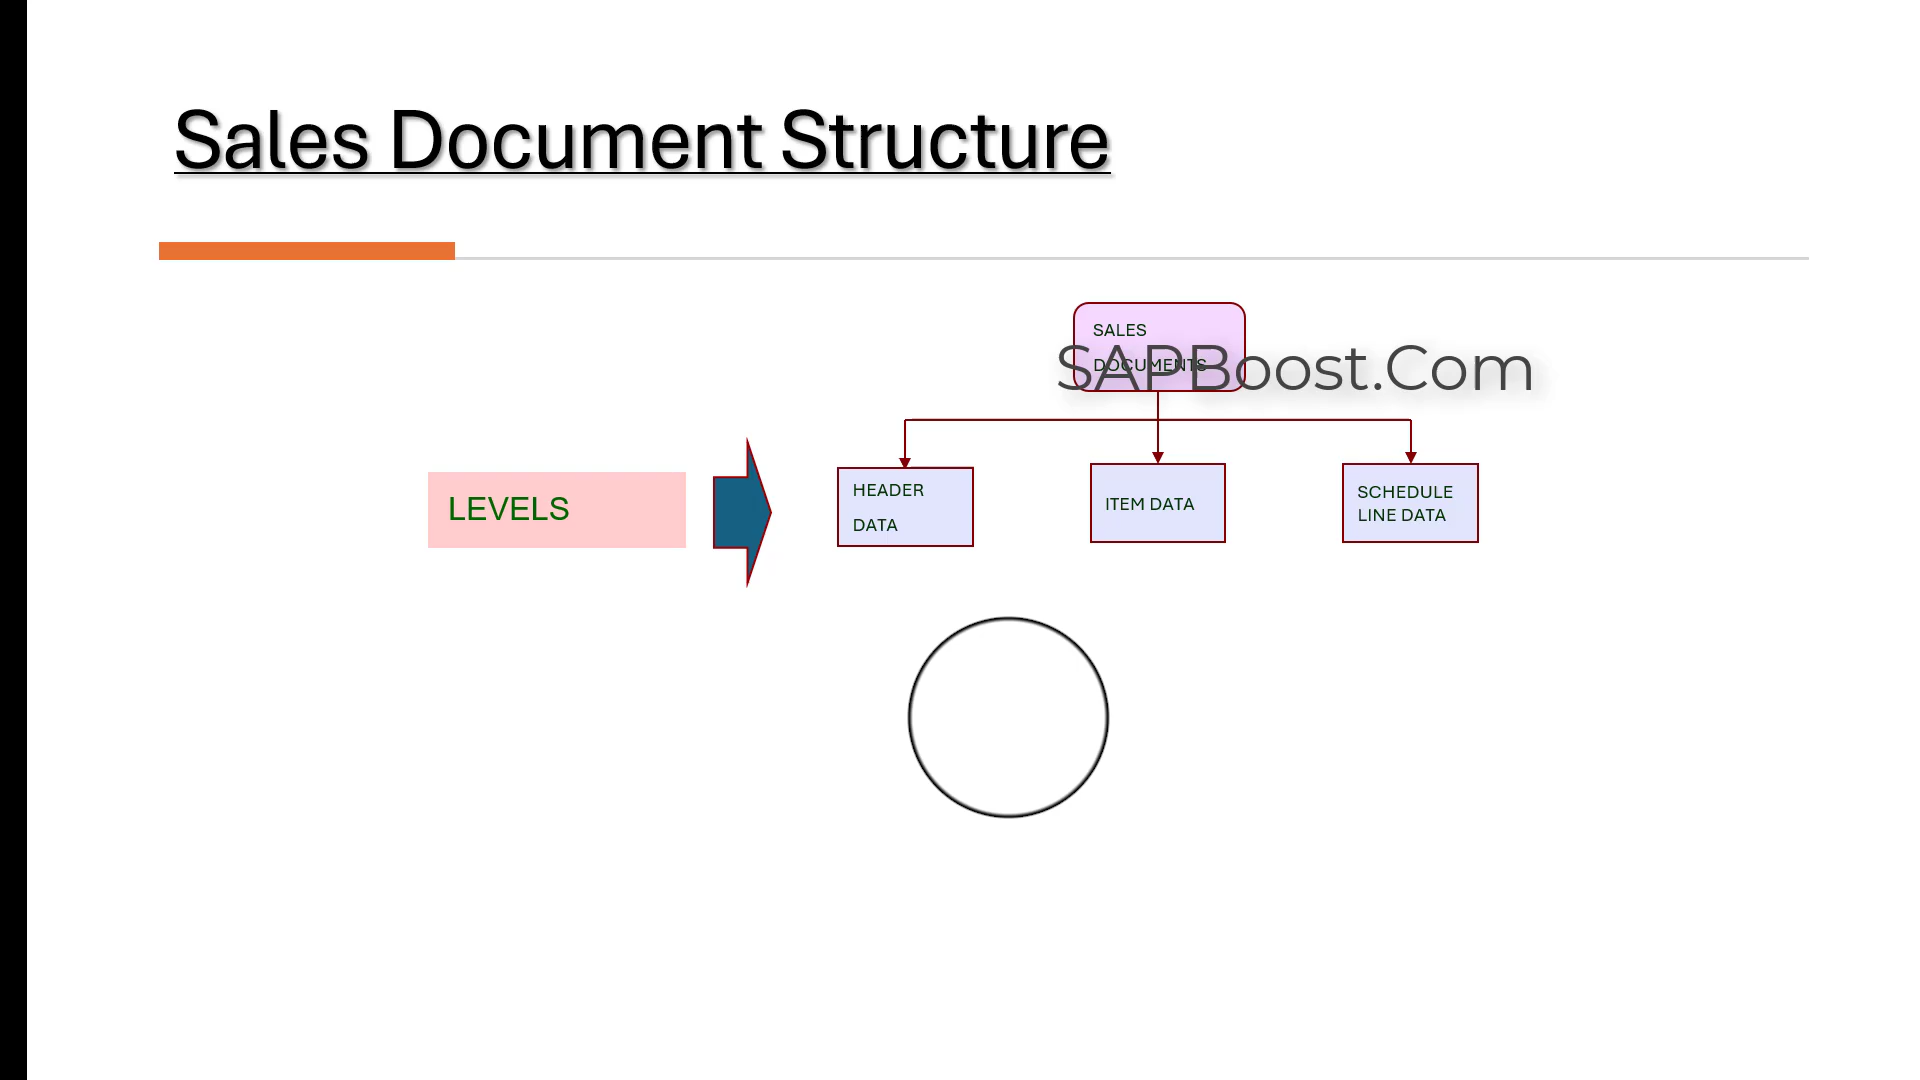 Sales Document Structure
SALES
DOCUMENTS
SAPBoost.Com
LEVELS
HEADER
DATA
ITEM DATA
SCHEDULE
LINE DATA